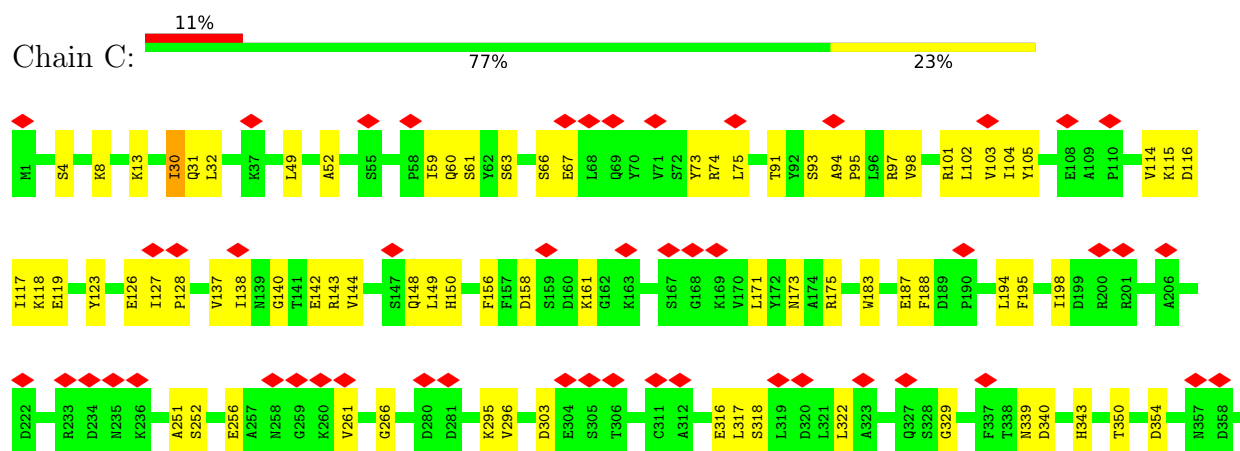 11%
Chain C:
77% 23%
M1 S4 K8 K13 I30 Q31 L32 K37 L49 A52 S55 P58 I59 Q60 S61 Y62 S63 S66 E67 L68 Q69 Y70 V71 S72 Y73 R74 L75 T91 Y92 S93 A94 P95 L96 R97 V98 R101 L102 V103 I104 Y105 E108 A109 P110 V114 K115 D116
I117 K118 E119 Y123 E126 I127 P128 V137 I138 N139 G140 T141 E142 R143 V144 S147 Q148 L149 H150 F156 F157 D158 S159 D160 K161 G162 K163 S167 G168 K169 V170 L171 Y172 N173 A174 R175 W183 E187 F188 D189 P190 L194 F195 I198 D199 R200 R201 A206
D222 R233 D234 N235 K236 A251 S252 E256 A257 N258 G259 K260 V261 G266 D280 D281 K295 V296 D303 E304 S305 T306 C311 A312 E316 L317 S318 L319 D320 L321 L322 A323 Q327 S328 G329 F337 T338 N339 D340 H343 T350 D354 N357 D358